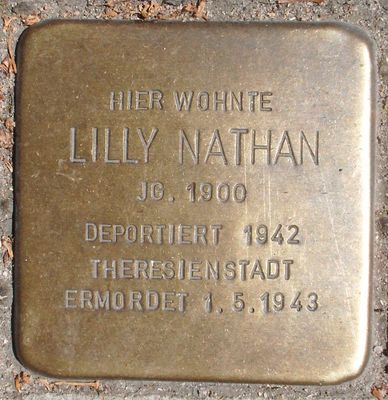 HIER WOHNTE
LILLY NATHAN
JG. 1900
DEPORTIERT 1942
THERESIENSTADT
ERMORDET 1.5.1943